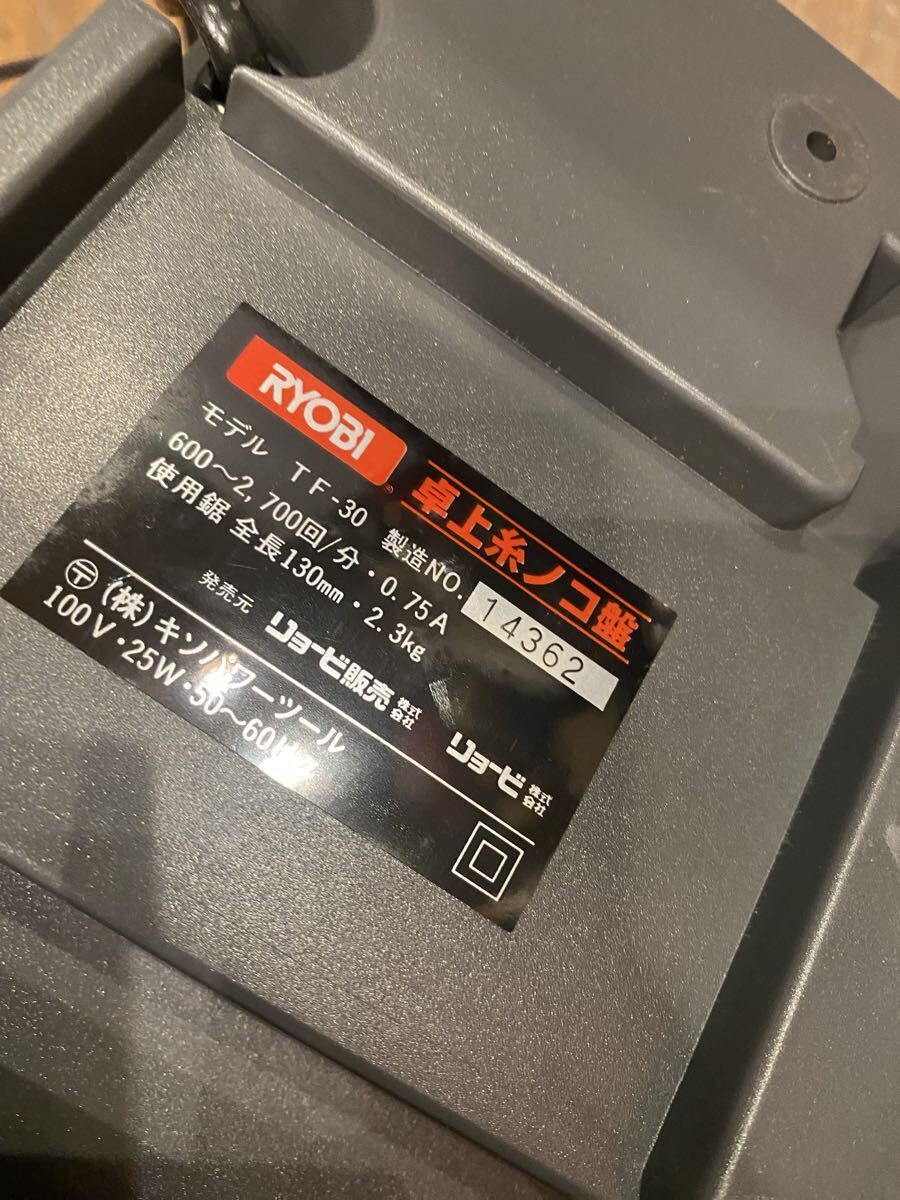 RYOBI 卓上糸ノコ盤
モデル TF-30 製造NO. 14362
600〜2,700回/分・0.75A
使用鋸 全長130mm・2.3kg
発売元 リョービ販売株式会社 リョービ株式会社
〒 (株)キソパワーツール
100V・25W・50〜60Hz